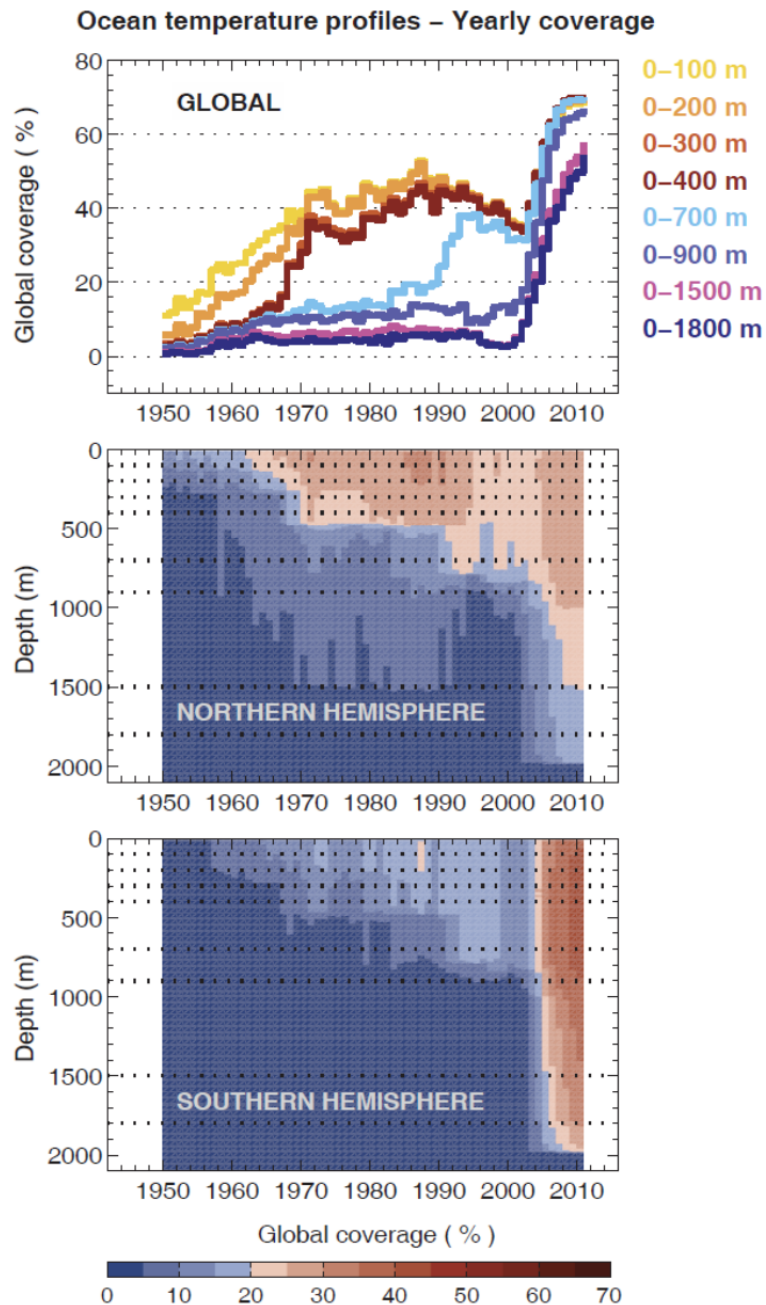 Ocean temperature profiles – Yearly coverage
80
60
40
20
0
Global coverage ( % )
GLOBAL
1950 1960 1970 1980 1990 2000 2010
0–100 m
0–200 m
0–300 m
0–400 m
0–700 m
0–900 m
0–1500 m
0–1800 m
0
500
1000
1500
2000
Depth (m)
NORTHERN HEMISPHERE
1950 1960 1970 1980 1990 2000 2010
0
500
1000
1500
2000
Depth (m)
SOUTHERN HEMISPHERE
1950 1960 1970 1980 1990 2000 2010
Global coverage ( % )
0 10 20 30 40 50 60 70